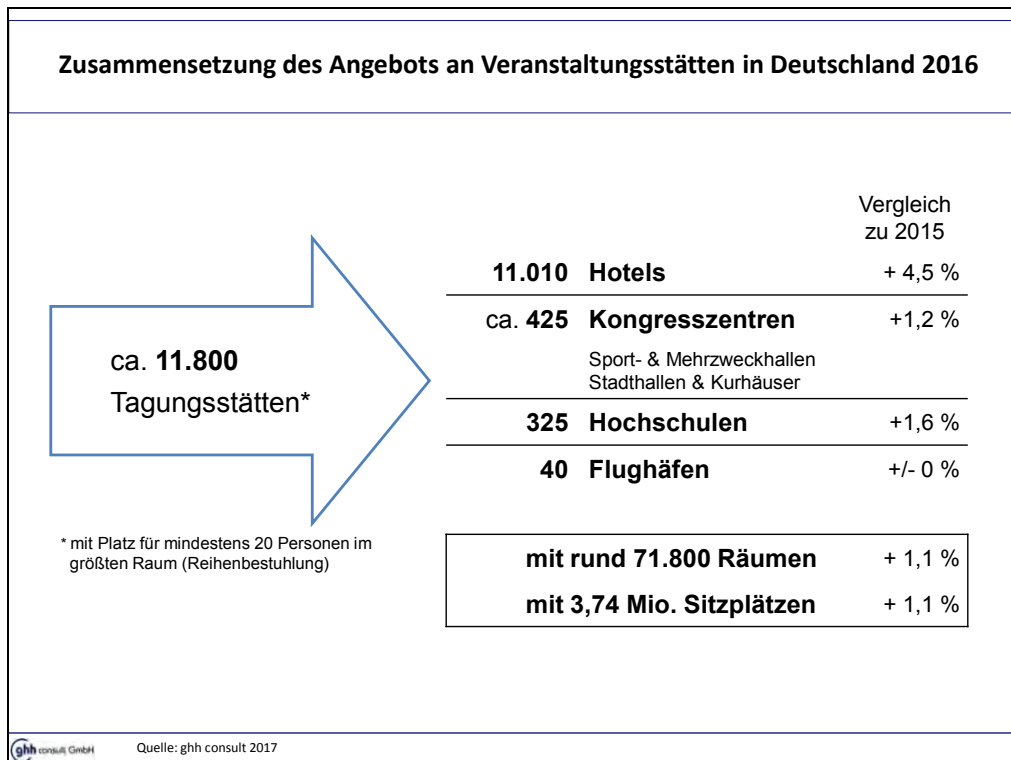 Zusammensetzung des Angebots an Veranstaltungsstätten in Deutschland 2016
Vergleich
zu 2015
ca. 11.800
Tagungsstätten*
11.010 Hotels + 4,5 %
ca. 425 Kongresszentren +1,2 %
Sport- & Mehrzweckhallen
Stadthallen & Kurhäuser
325 Hochschulen +1,6 %
40 Flughäfen +/- 0 %
* mit Platz für mindestens 20 Personen im
größten Raum (Reihenbestuhlung)
mit rund 71.800 Räumen + 1,1 %
mit 3,74 Mio. Sitzplätzen + 1,1 %
ghh consult GmbH
Quelle: ghh consult 2017